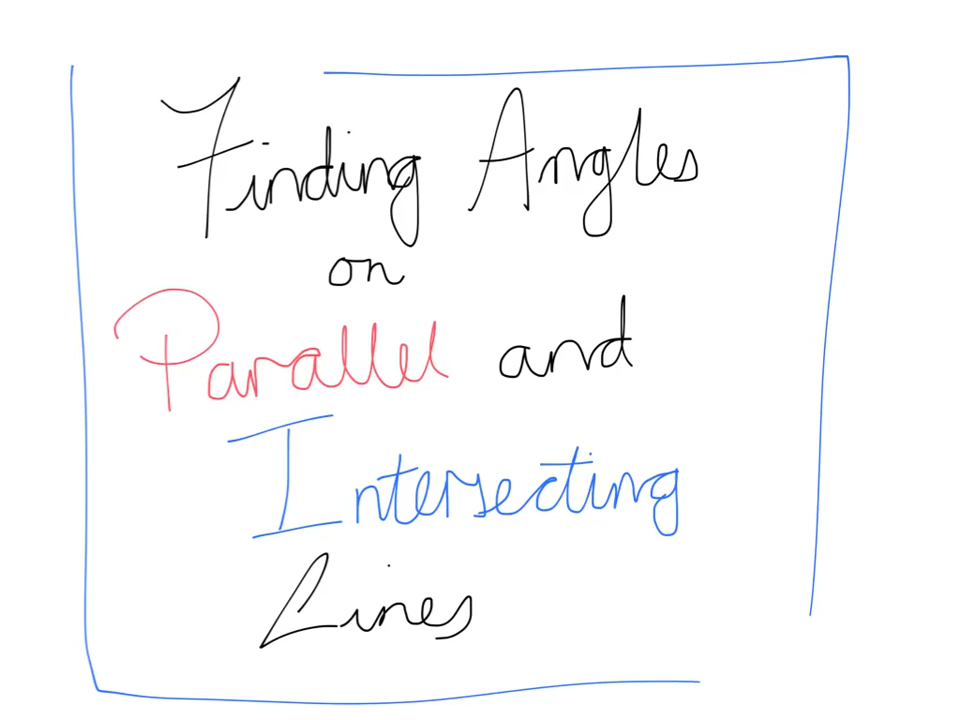 Finding Angles
on
Parallel and
Intersecting
Lines